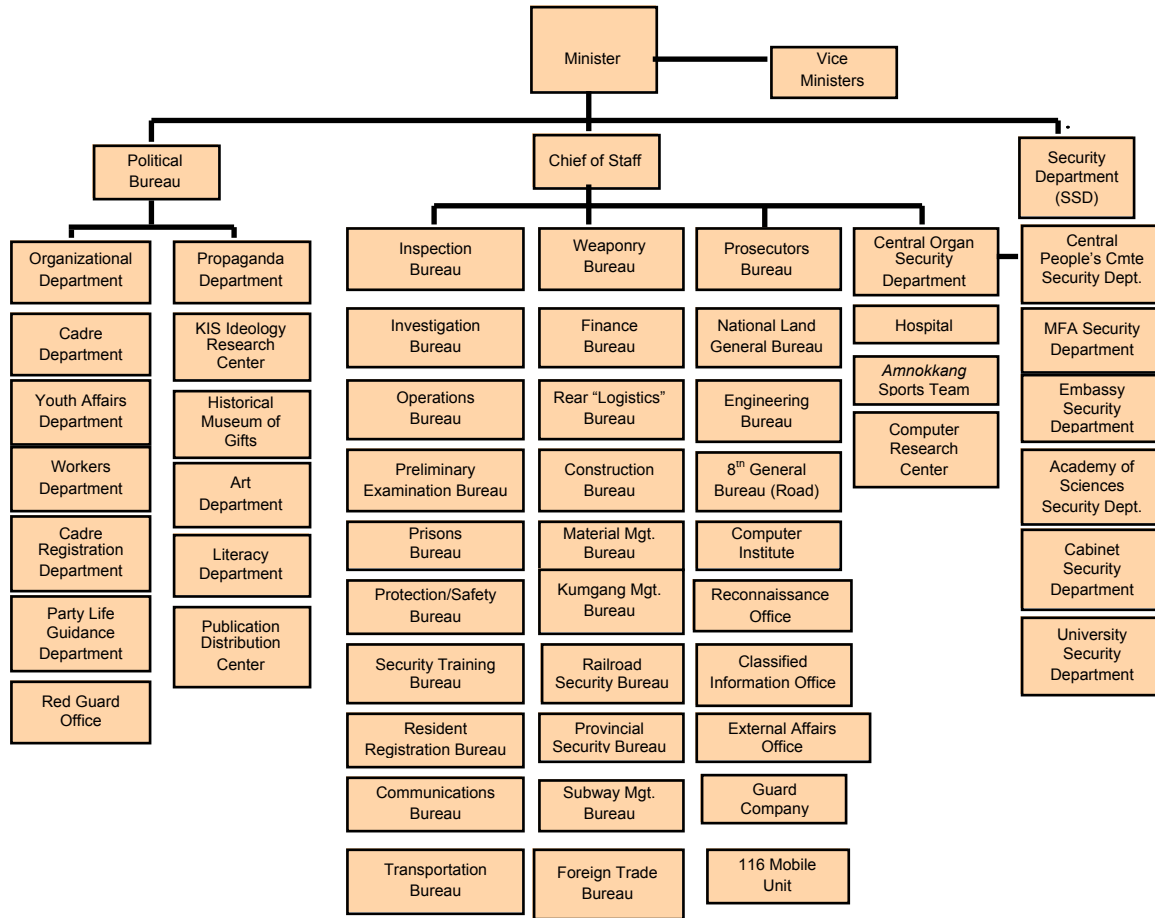 Minister
Vice
Ministers
Political
Bureau
Chief of Staff
Security
Department
(SSD)
Organizational
Department
Cadre
Department
Youth Affairs
Department
Workers
Department
Cadre
Registration
Department
Party Life
Guidance
Department
Red Guard
Office
Propaganda
Department
KIS Ideology
Research
Center
Historical
Museum of
Gifts
Art
Department
Literacy
Department
Publication
Distribution
Center
Inspection
Bureau
Investigation
Bureau
Operations
Bureau
Preliminary
Examination Bureau
Prisons
Bureau
Protection/Safety
Bureau
Security Training
Bureau
Resident
Registration Bureau
Communications
Bureau
Transportation
Bureau
Weaponry
Bureau
Finance
Bureau
Rear “Logistics”
Bureau
Construction
Bureau
Material Mgt.
Bureau
Kumgang Mgt.
Bureau
Railroad
Security Bureau
Provincial
Security Bureau
Subway Mgt.
Bureau
Foreign Trade
Bureau
Prosecutors
Bureau
National Land
General Bureau
Engineering
Bureau
8th General
Bureau (Road)
Computer
Institute
Reconnaissance
Office
Classified
Information Office
External Affairs
Office
Guard
Company
116 Mobile
Unit
Central Organ
Security
Department
Hospital
Amnokkang
Sports Team
Computer
Research
Center
Central
People’s Cmte
Security Dept.
MFA Security
Department
Embassy
Security
Department
Academy of
Sciences
Security Dept.
Cabinet
Security
Department
University
Security
Department